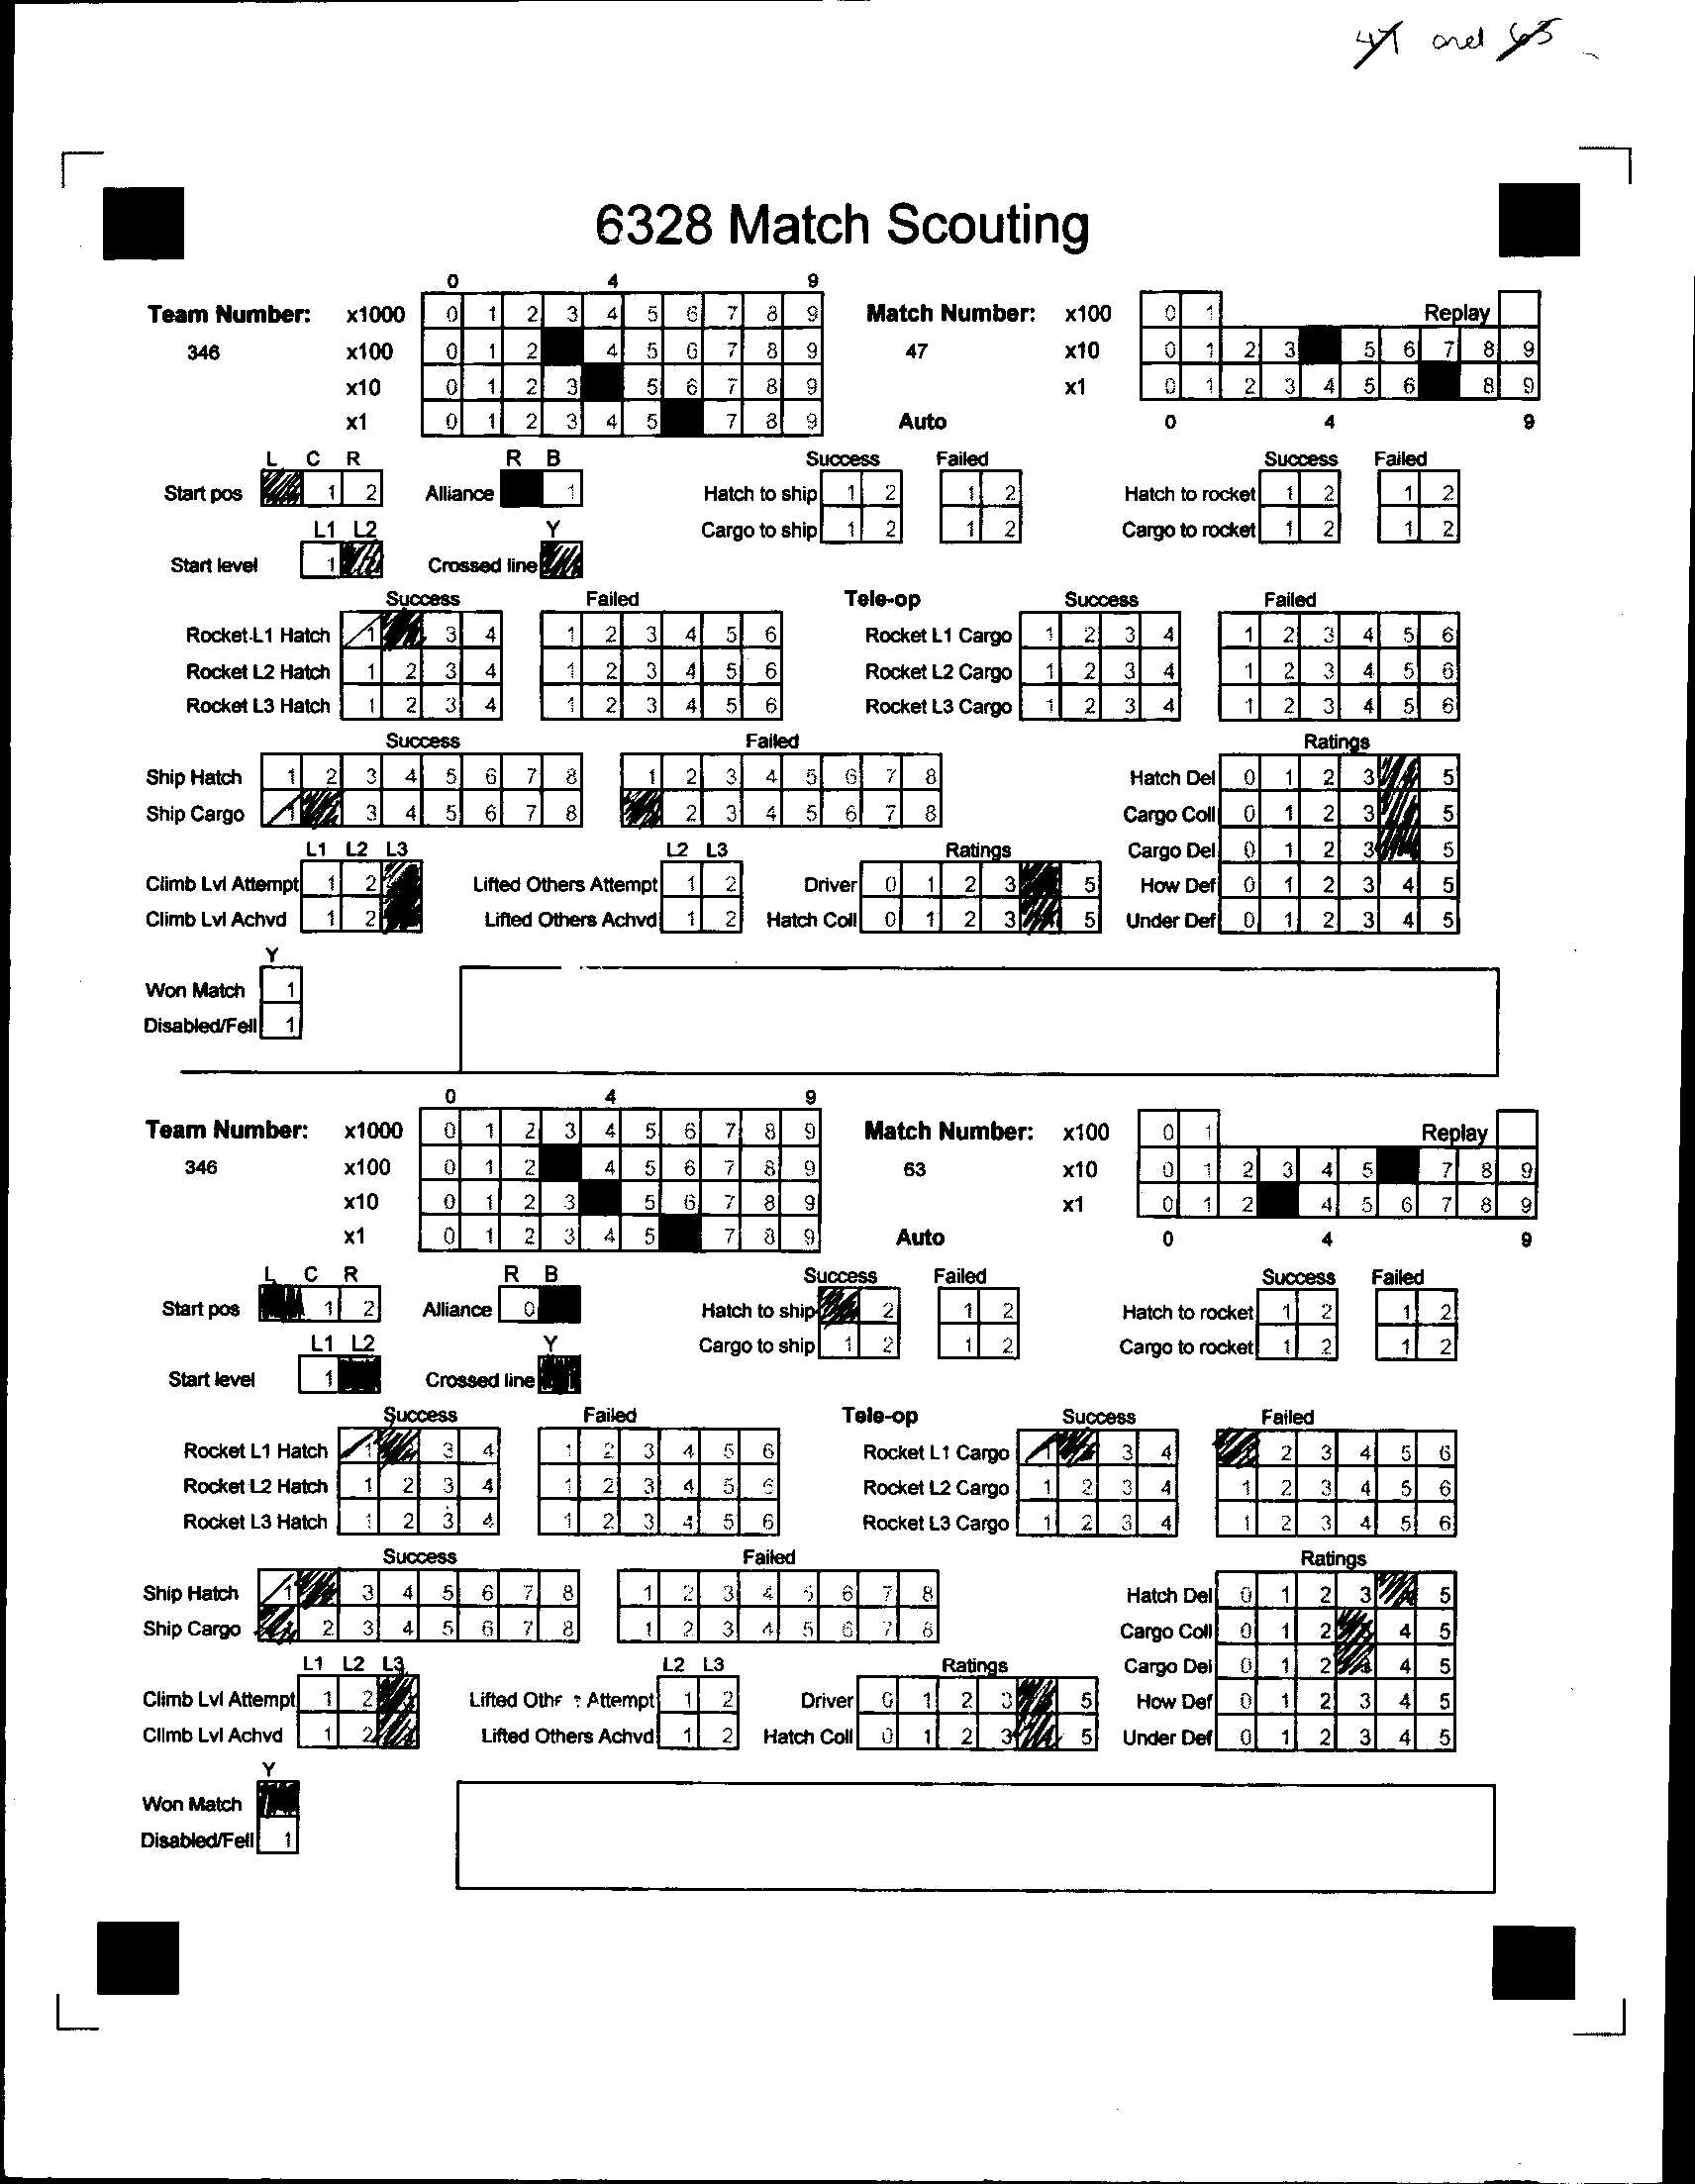 47 and 63
6328 Match Scouting
0 4 9
Team Number: x1000 0 1 2 3 4 5 6 7 8 9 Match Number: x100 0 1 Replay
346 x100 0 1 2 4 5 6 7 8 9 47 x10 0 1 2 3 5 6 7 8 9
x10 0 1 2 3 5 6 7 8 9 x1 0 1 2 3 4 5 6 8 9
x1 0 1 2 3 4 5 7 8 9 Auto 0 4 9
L C R R B Success Failed Success Failed
Start pos 1 2 Alliance 1 Hatch to ship 1 2 1 2 Hatch to rocket 1 2 1 2
L1 L2 Y Cargo to ship 1 2 1 2 Cargo to rocket 1 2 1 2
Start level 1 Crossed line
Success Failed Tele-op Success Failed
Rocket L1 Hatch 1 3 4 1 2 3 4 5 6 Rocket L1 Cargo 1 2 3 4 1 2 3 4 5 6
Rocket L2 Hatch 1 2 3 4 1 2 3 4 5 6 Rocket L2 Cargo 1 2 3 4 1 2 3 4 5 6
Rocket L3 Hatch 1 2 3 4 1 2 3 4 5 6 Rocket L3 Cargo 1 2 3 4 1 2 3 4 5 6
Success Failed Ratings
Ship Hatch 1 2 3 4 5 6 7 8 1 2 3 4 5 6 7 8 Hatch Del 0 1 2 3 5
Ship Cargo 1 3 4 5 6 7 8 2 3 4 5 6 7 8 Cargo Coll 0 1 2 3 5
L1 L2 L3 L2 L3 Ratings Cargo Del 0 1 2 3 5
Climb Lvl Attempt 1 2 Lifted Others Attempt 1 2 Driver 0 1 2 3 5 How Def 0 1 2 3 4 5
Climb Lvl Achvd 1 2 Lifted Others Achvd 1 2 Hatch Coll 0 1 2 3 5 Under Def 0 1 2 3 4 5
Y
Won Match 1
Disabled/Fell 1
0 4 9
Team Number: x1000 0 1 2 3 4 5 6 7 8 9 Match Number: x100 0 1 Replay
346 x100 0 1 2 4 5 6 7 8 9 63 x10 0 1 2 3 4 5 7 8 9
x10 0 1 2 3 5 6 7 8 9 x1 0 1 2 4 5 6 7 8 9
x1 0 1 2 3 4 5 7 8 9 Auto 0 4 9
L C R R B Success Failed Success Failed
Start pos 1 2 Alliance 0 Hatch to ship 2 1 2 Hatch to rocket 1 2 1 2
L1 L2 Y Cargo to ship 1 2 1 2 Cargo to rocket 1 2 1 2
Start level 1 Crossed line
Success Failed Tele-op Success Failed
Rocket L1 Hatch 1 3 4 1 2 3 4 5 6 Rocket L1 Cargo 1 3 4 2 3 4 5 6
Rocket L2 Hatch 1 2 3 4 1 2 3 4 5 6 Rocket L2 Cargo 1 2 3 4 1 2 3 4 5 6
Rocket L3 Hatch 1 2 3 4 1 2 3 4 5 6 Rocket L3 Cargo 1 2 3 4 1 2 3 4 5 6
Success Failed Ratings
Ship Hatch 1 3 4 5 6 7 8 1 2 3 4 5 6 7 8 Hatch Del 0 1 2 3 5
Ship Cargo 2 3 4 5 6 7 8 1 2 3 4 5 6 7 8 Cargo Coll 0 1 2 4 5
L1 L2 L3 L2 L3 Ratings Cargo Del 0 1 2 4 5
Climb Lvl Attempt 1 2 Lifted Attempt 1 2 Driver 0 1 2 3 5 How Def 0 1 2 3 4 5
Climb Lvl Achvd 1 2 Lifted Others Achvd 1 2 Hatch Coll 0 1 2 3 5 Under Def 0 1 2 3 4 5
Y
Won Match
Disabled/Fell 1